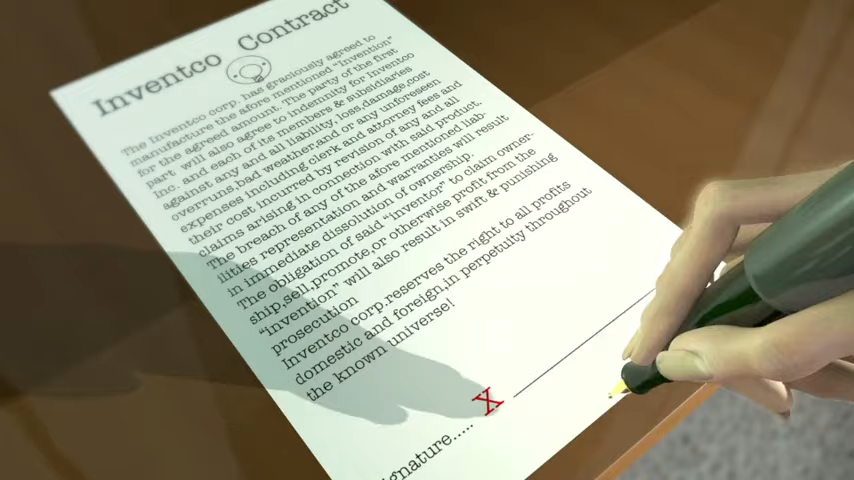 Inventco Contract
The Inventco corp. has graciously agreed to
manufacture the afore mentioned "Invention"
for the agreed amount. The party of the first
part will also agree to indemnity for Inventco
Inc. and each of its members & subsidiaries
against any and all liability, loss,damage,cost
overruns,bad weather,and or any unforeseen
expenses including clerk and attorney fees and
their cost incurred by revision of any and all
claims arising in connection with said product.
The breach of any of the afore mentioned liab-
ilities representation and warranties will result
in immediate dissolution of ownership.
The obligation of said "inventor" to claim owner-
ship,sell,promote,or otherwise profit from the
"invention" will also result in swift & punishing
prosecution
Inventco corp.reserves the right to all profits
domestic and foreign,in perpetuity throughout
the known universe!
gnature..... X